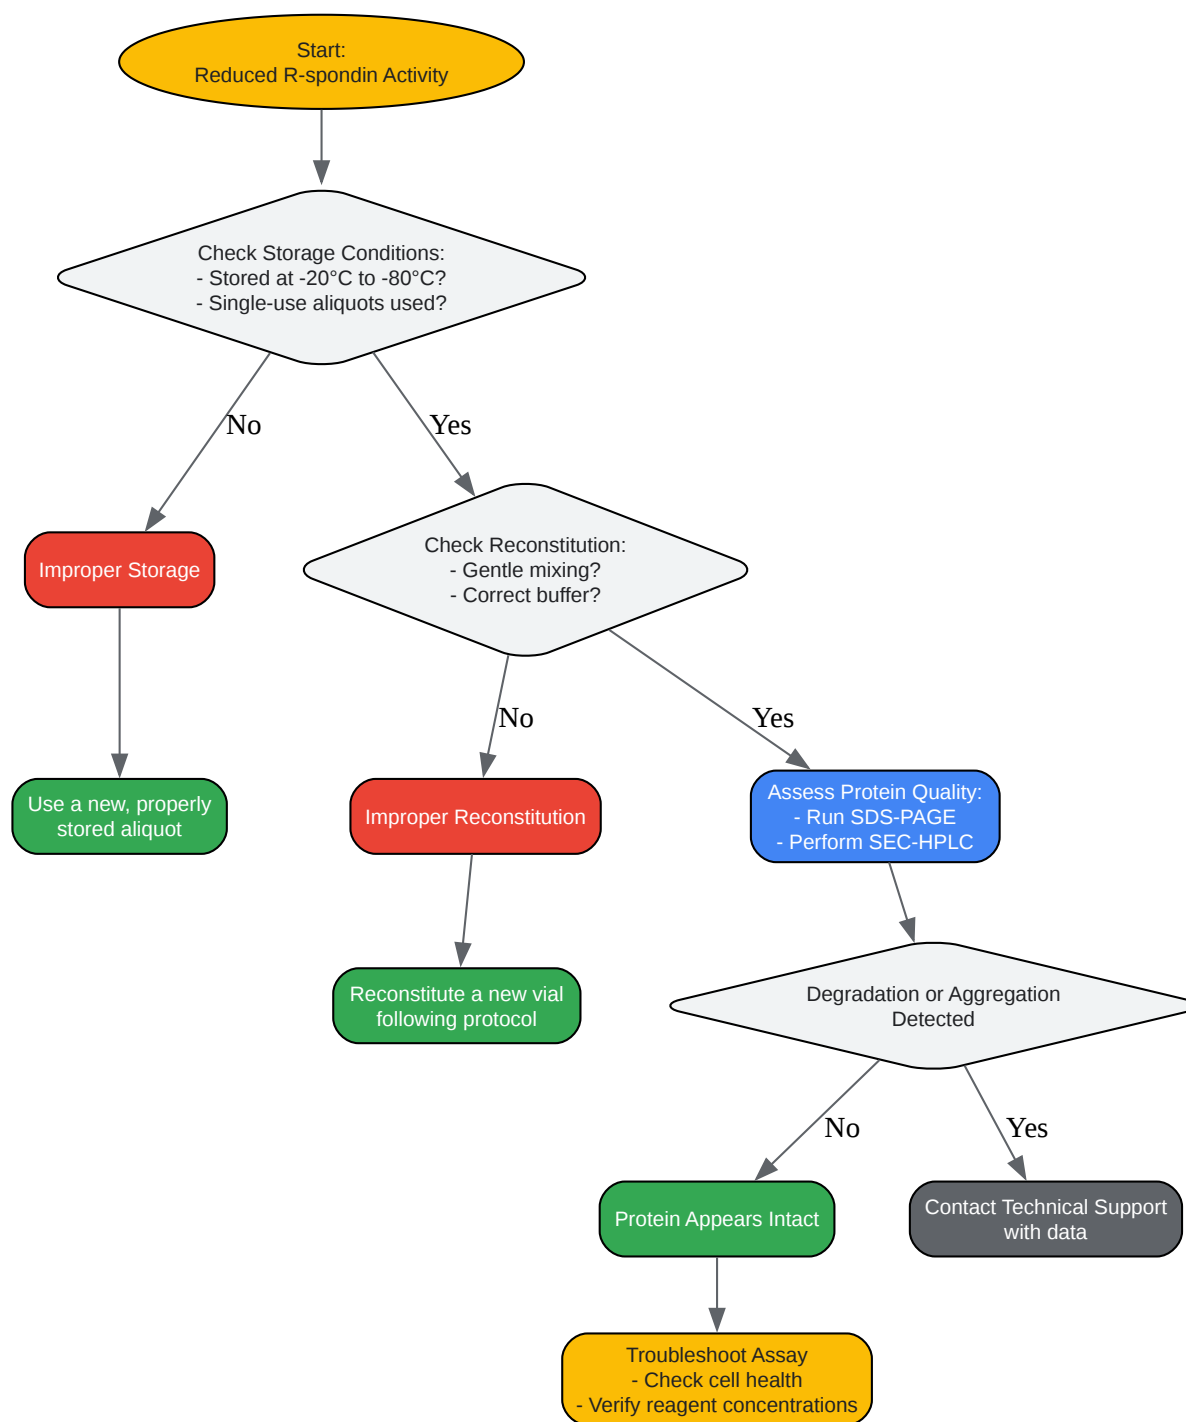 Start:
Reduced R-spondin Activity
Check Storage Conditions:
- Stored at -20°C to -80°C?
- Single-use aliquots used?
No
Yes
Check Reconstitution:
- Gentle mixing?
- Correct buffer?
Improper Storage
No
Yes
Use a new, properly
stored aliquot
Improper Reconstitution
Assess Protein Quality:
- Run SDS-PAGE
- Perform SEC-HPLC
Reconstitute a new vial
following protocol
Degradation or Aggregation
Detected
No
Yes
Protein Appears Intact
Contact Technical Support
with data
Troubleshoot Assay
- Check cell health
- Verify reagent concentrations